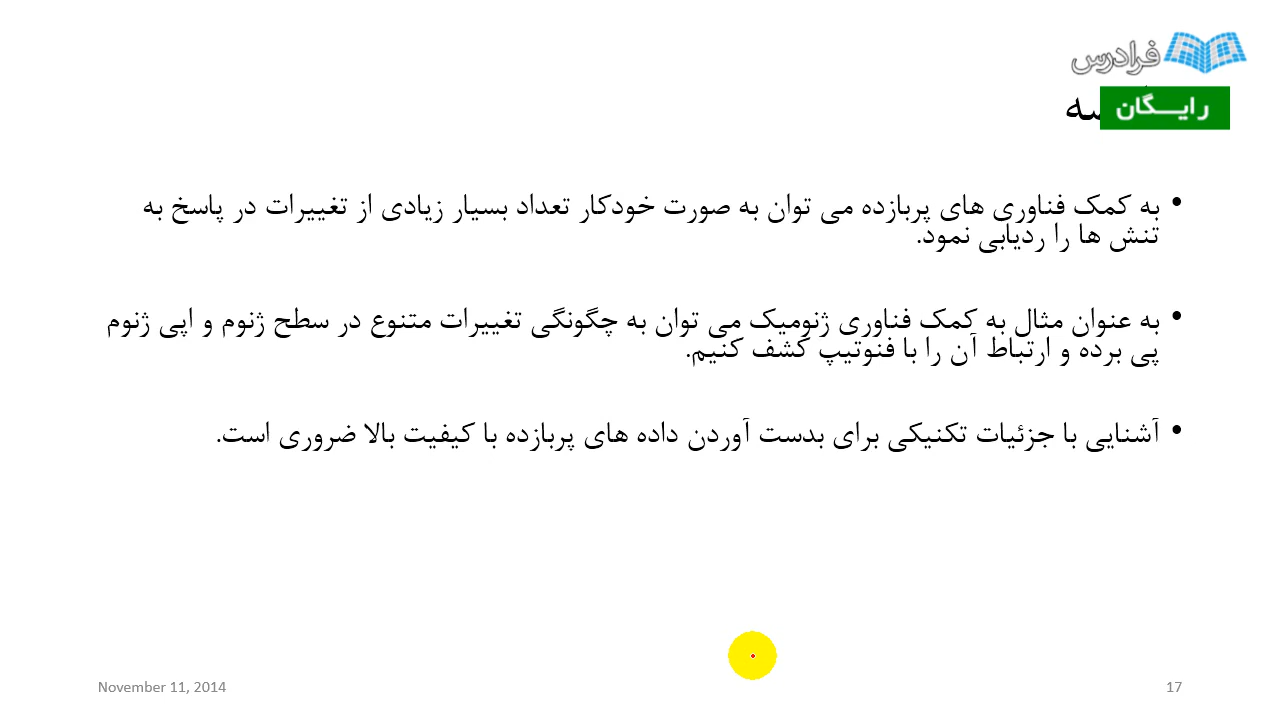 فرادرس
رایگان
• به کمک فناوری های پربازده می توان به صورت خودکار تعداد بسیار زیادی از تغییرات در پاسخ به
تنش ها را ردیابی نمود.
• به عنوان مثال به کمک فناوری ژنومیک می توان به چگونگی تغییرات متنوع در سطح ژنوم و اپی ژنوم
پی برده و ارتباط آن را با فنوتیپ کشف کنیم.
• آشنایی با جزئیات تکنیکی برای بدست آوردن داده های پربازده با کیفیت بالا ضروری است.
November 11, 2014
17